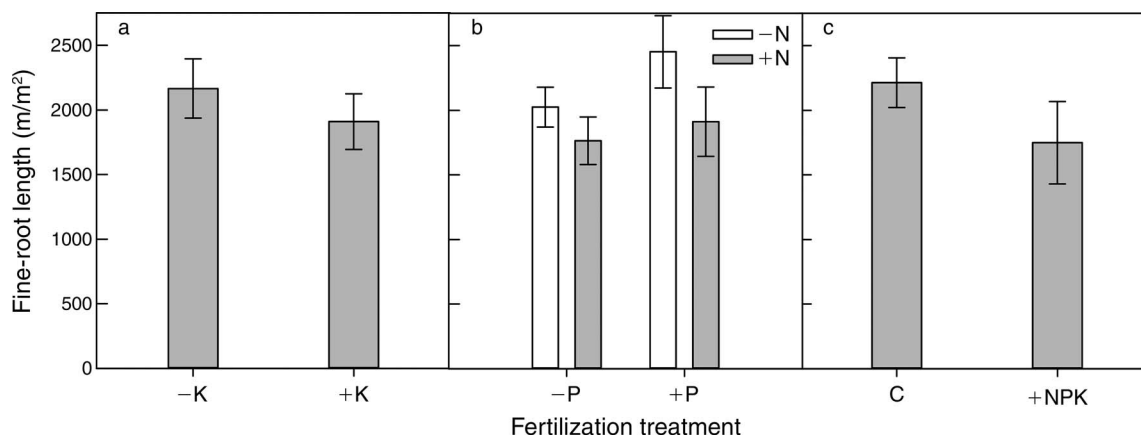 a
b
c
−N
+N
Fine-root length (m/m²)
2500
2000
1500
1000
500
0
−K
+K
−P
+P
C
+NPK
Fertilization treatment